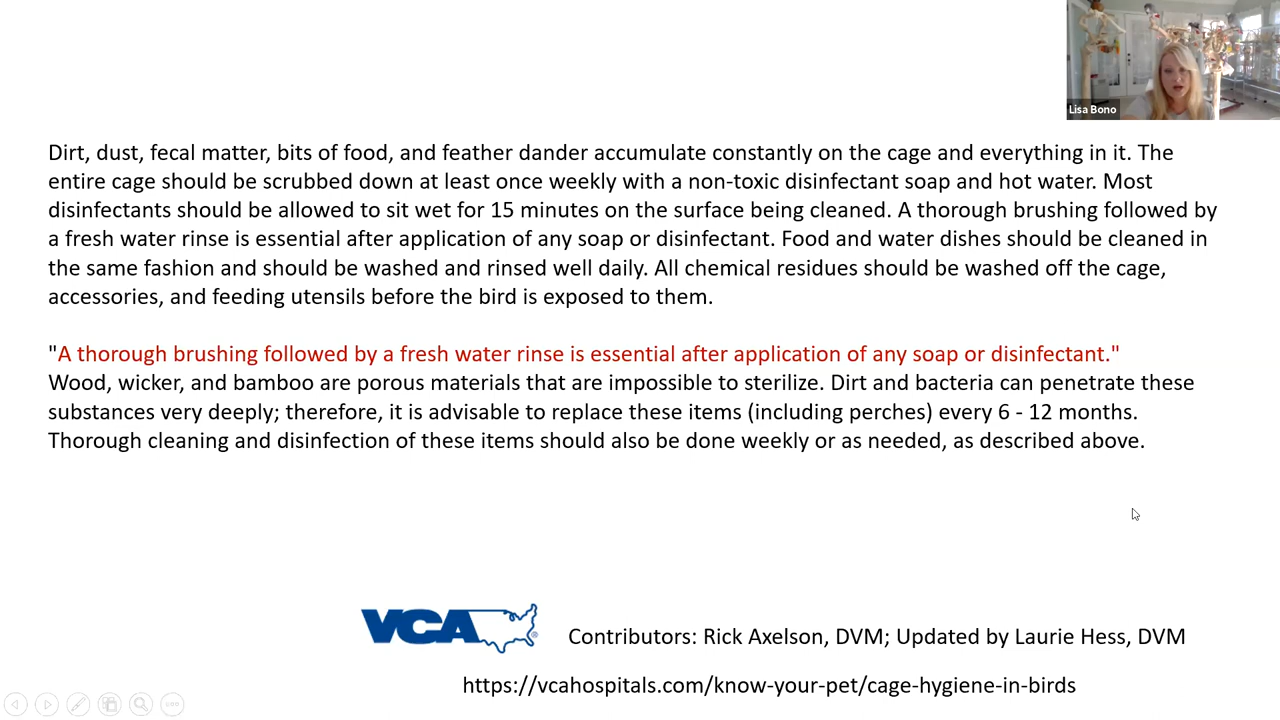 Lisa Bono
Dirt, dust, fecal matter, bits of food, and feather dander accumulate constantly on the cage and everything in it. The
entire cage should be scrubbed down at least once weekly with a non-toxic disinfectant soap and hot water. Most
disinfectants should be allowed to sit wet for 15 minutes on the surface being cleaned. A thorough brushing followed by
a fresh water rinse is essential after application of any soap or disinfectant. Food and water dishes should be cleaned in
the same fashion and should be washed and rinsed well daily. All chemical residues should be washed off the cage,
accessories, and feeding utensils before the bird is exposed to them.
"A thorough brushing followed by a fresh water rinse is essential after application of any soap or disinfectant."
Wood, wicker, and bamboo are porous materials that are impossible to sterilize. Dirt and bacteria can penetrate these
substances very deeply; therefore, it is advisable to replace these items (including perches) every 6 - 12 months.
Thorough cleaning and disinfection of these items should also be done weekly or as needed, as described above.
VCA®
Contributors: Rick Axelson, DVM; Updated by Laurie Hess, DVM
https://vcahospitals.com/know-your-pet/cage-hygiene-in-birds